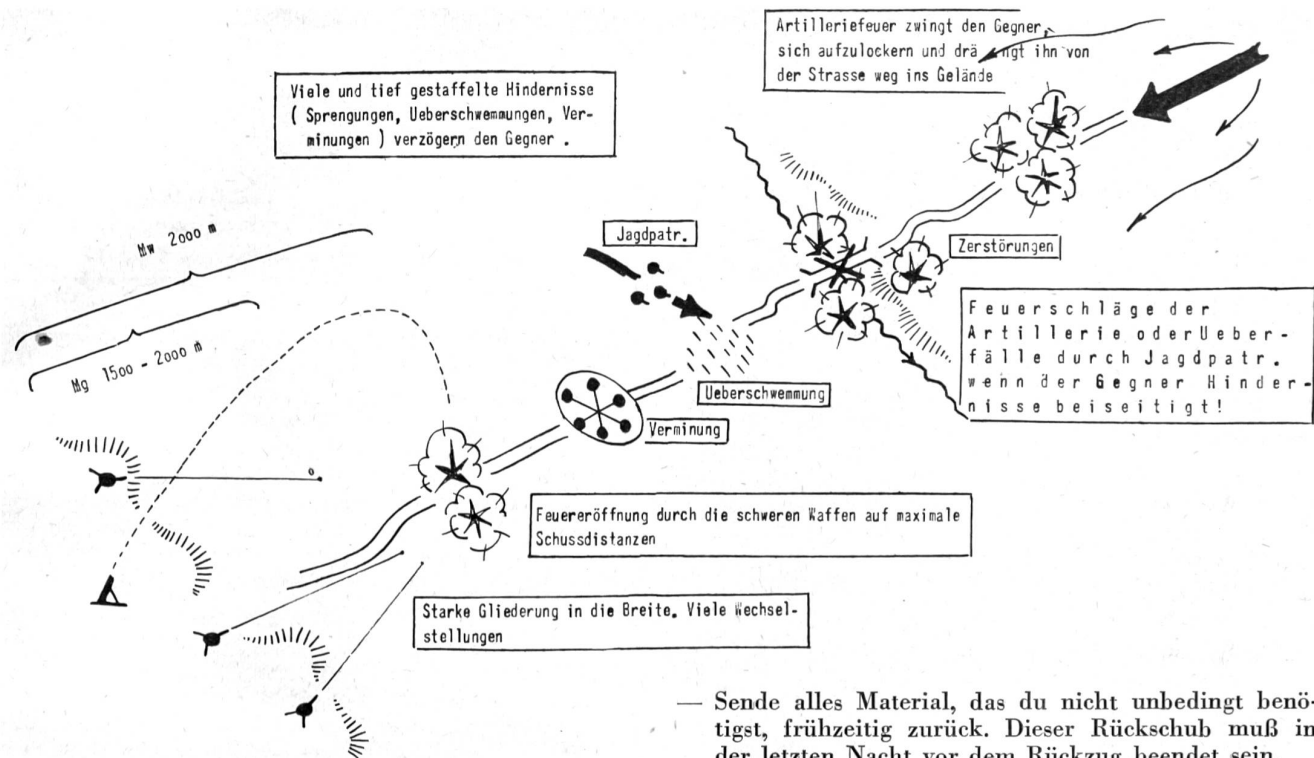 Artilleriefeuer zwingt den Gegner,
sich aufzulockern und drä ngt ihn von
der Strasse weg ins Gelände
Viele und tief gestaffelte Hindernisse
( Sprengungen, Ueberschwemmungen, Ver-
minungen ) verzögern den Gegner .
Mw 2000 m
Mg 1500 - 2000 m
Jagdpatr.
Zerstörungen
Feuerschläge der
Artillerie oderUeber-
fälle durch Jagdpatr.
wenn der Gegner Hinder-
nisse beiseitigt!
Ueberschwemmung
Verminung
Feuereröffnung durch die schweren Waffen auf maximale
Schussdistanzen
Starke Gliederung in die Breite. Viele Wechsel-
stellungen
— Sende alles Material, das du nicht unbedingt benö-
tigst, frühzeitig zurück. Dieser Rückschub muß in
der letzten Nacht vor dem Rückzug beendet sein